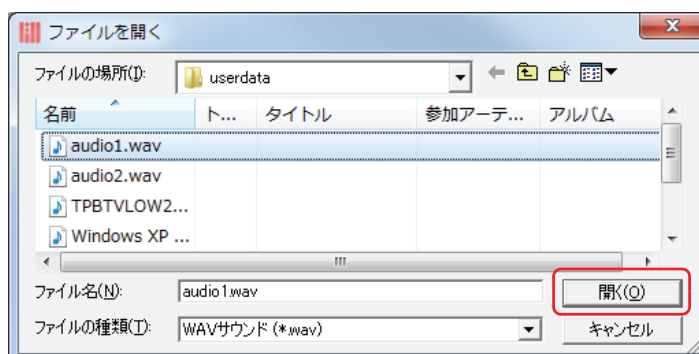 ファイルを開く
ファイルの場所(I): userdata
名前 ト... タイトル 参加アーテ... アルバム
audio1.wav
audio2.wav
TPBTVLOW2...
Windows XP ...
ファイル名(N): audio1.wav 開く(O)
ファイルの種類(T): WAVサウンド (*.wav) キャンセル